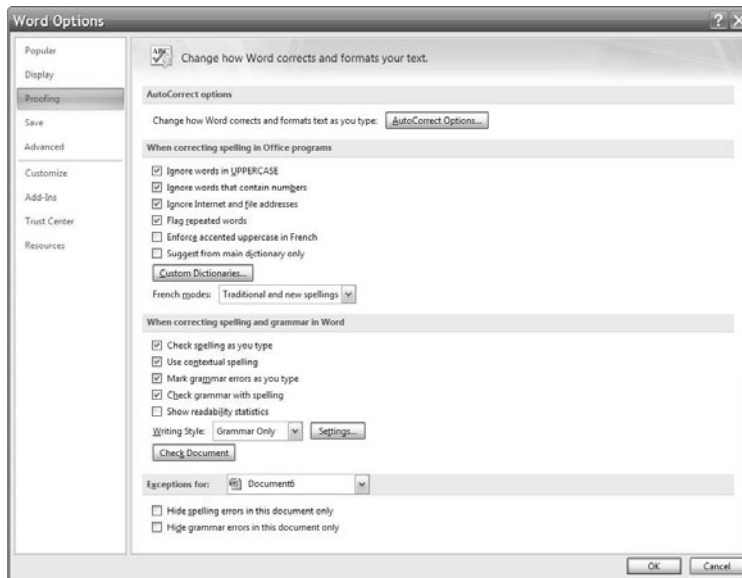 Word Options
Popular
Display
Proofing
Save
Advanced
Customize
Add-Ins
Trust Center
Resources
ABC
Change how Word corrects and formats your text.
AutoCorrect options
Change how Word corrects and formats text as you type: AutoCorrect Options...
When correcting spelling in Office programs
Ignore words in UPPERCASE
Ignore words that contain numbers
Ignore Internet and file addresses
Flag repeated words
Enforce accented uppercase in French
Suggest from main dictionary only
Custom Dictionaries...
French modes: Traditional and new spellings
When correcting spelling and grammar in Word
Check spelling as you type
Use contextual spelling
Mark grammar errors as you type
Check grammar with spelling
Show readability statistics
Writing Style: Grammar Only Settings...
Check Document
Exceptions for: Document6
Hide spelling errors in this document only
Hide grammar errors in this document only
OK Cancel